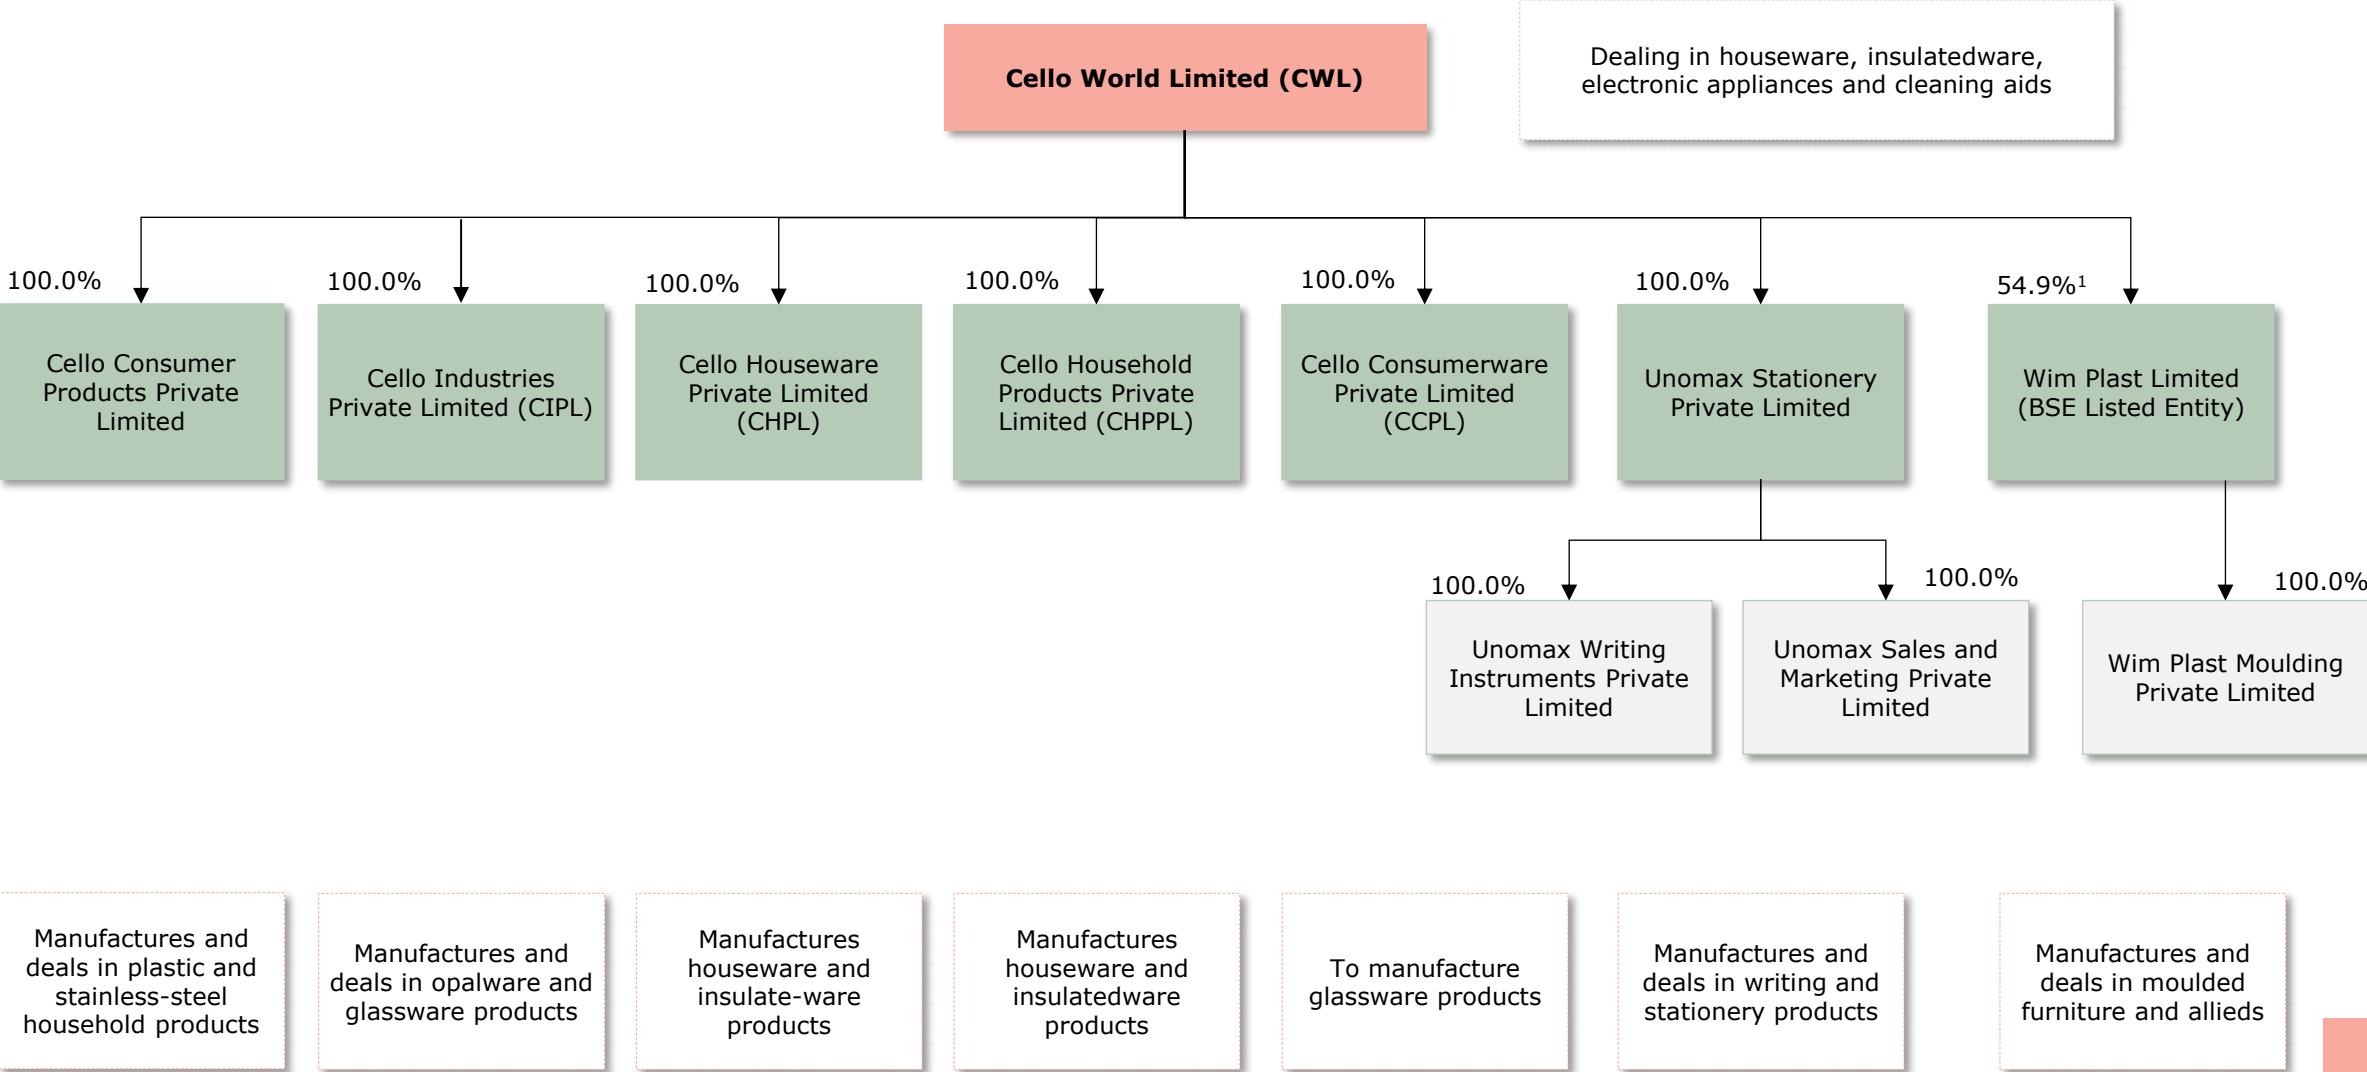 Cello World Limited (CWL)
Dealing in houseware, insulatedware,
electronic appliances and cleaning aids
100.0%
100.0%
100.0%
100.0%
100.0%
100.0%
54.9%¹
Cello Consumer
Products Private
Limited
Cello Industries
Private Limited (CIPL)
Cello Houseware
Private Limited
(CHPL)
Cello Household
Products Private
Limited (CHPPL)
Cello Consumerware
Private Limited
(CCPL)
Unomax Stationery
Private Limited
Wim Plast Limited
(BSE Listed Entity)
100.0%
100.0%
100.0%
Unomax Writing
Instruments Private
Limited
Unomax Sales and
Marketing Private
Limited
Wim Plast Moulding
Private Limited
Manufactures and
deals in plastic and
stainless-steel
household products
Manufactures and
deals in opalware and
glassware products
Manufactures
houseware and
insulate-ware
products
Manufactures
houseware and
insulatedware
products
To manufacture
glassware products
Manufactures and
deals in writing and
stationery products
Manufactures and
deals in moulded
furniture and allieds